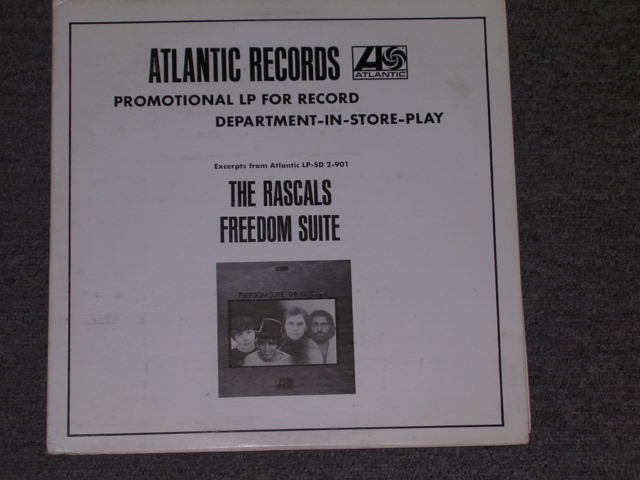 ATLANTIC RECORDS
ATLANTIC
PROMOTIONAL LP FOR RECORD
DEPARTMENT-IN-STORE-PLAY
Excerpts from Atlantic LP-SD 2-901
THE RASCALS
FREEDOM SUITE
FREEDOM SUITE THE RASCALS